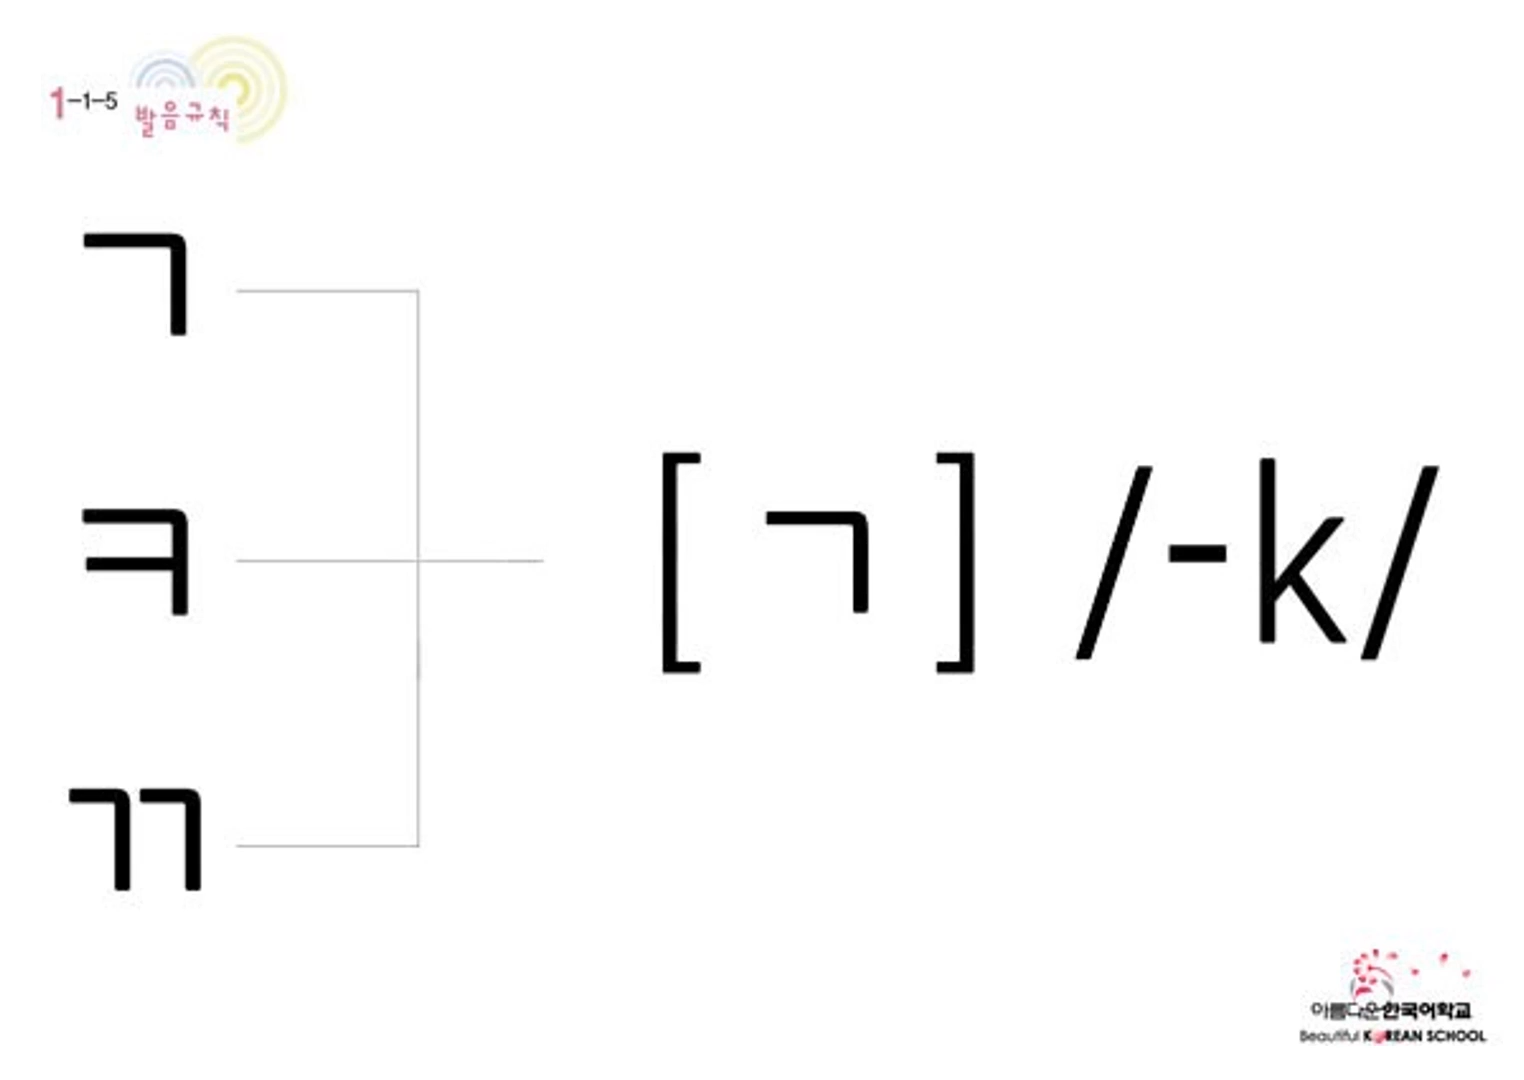 1-1-5 발음규칙
ㄱ
ㅋ
ㄲ
[ㄱ] /-k/
아름다운한국어학교
Beautiful KOREAN SCHOOL